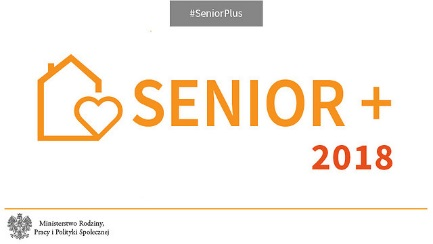 #SeniorPlus
SENIOR +
2018
Ministerstwo Rodziny,
Pracy i Polityki Społecznej